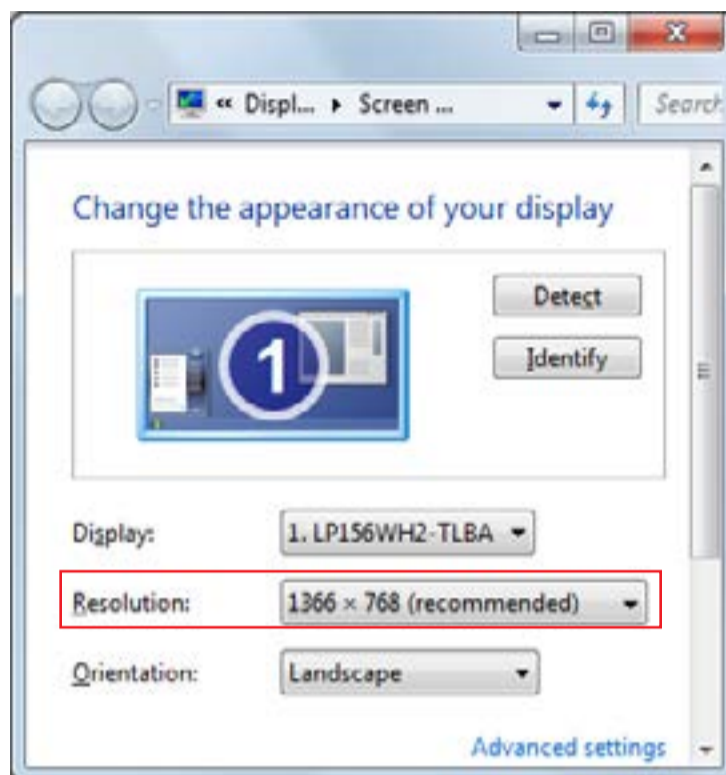 « Displ... ▸ Screen ...
Search
Change the appearance of your display
1
Detect
Identify
Display: 1. LP156WH2-TLBA
Resolution: 1366 × 768 (recommended)
Orientation: Landscape
Advanced settings